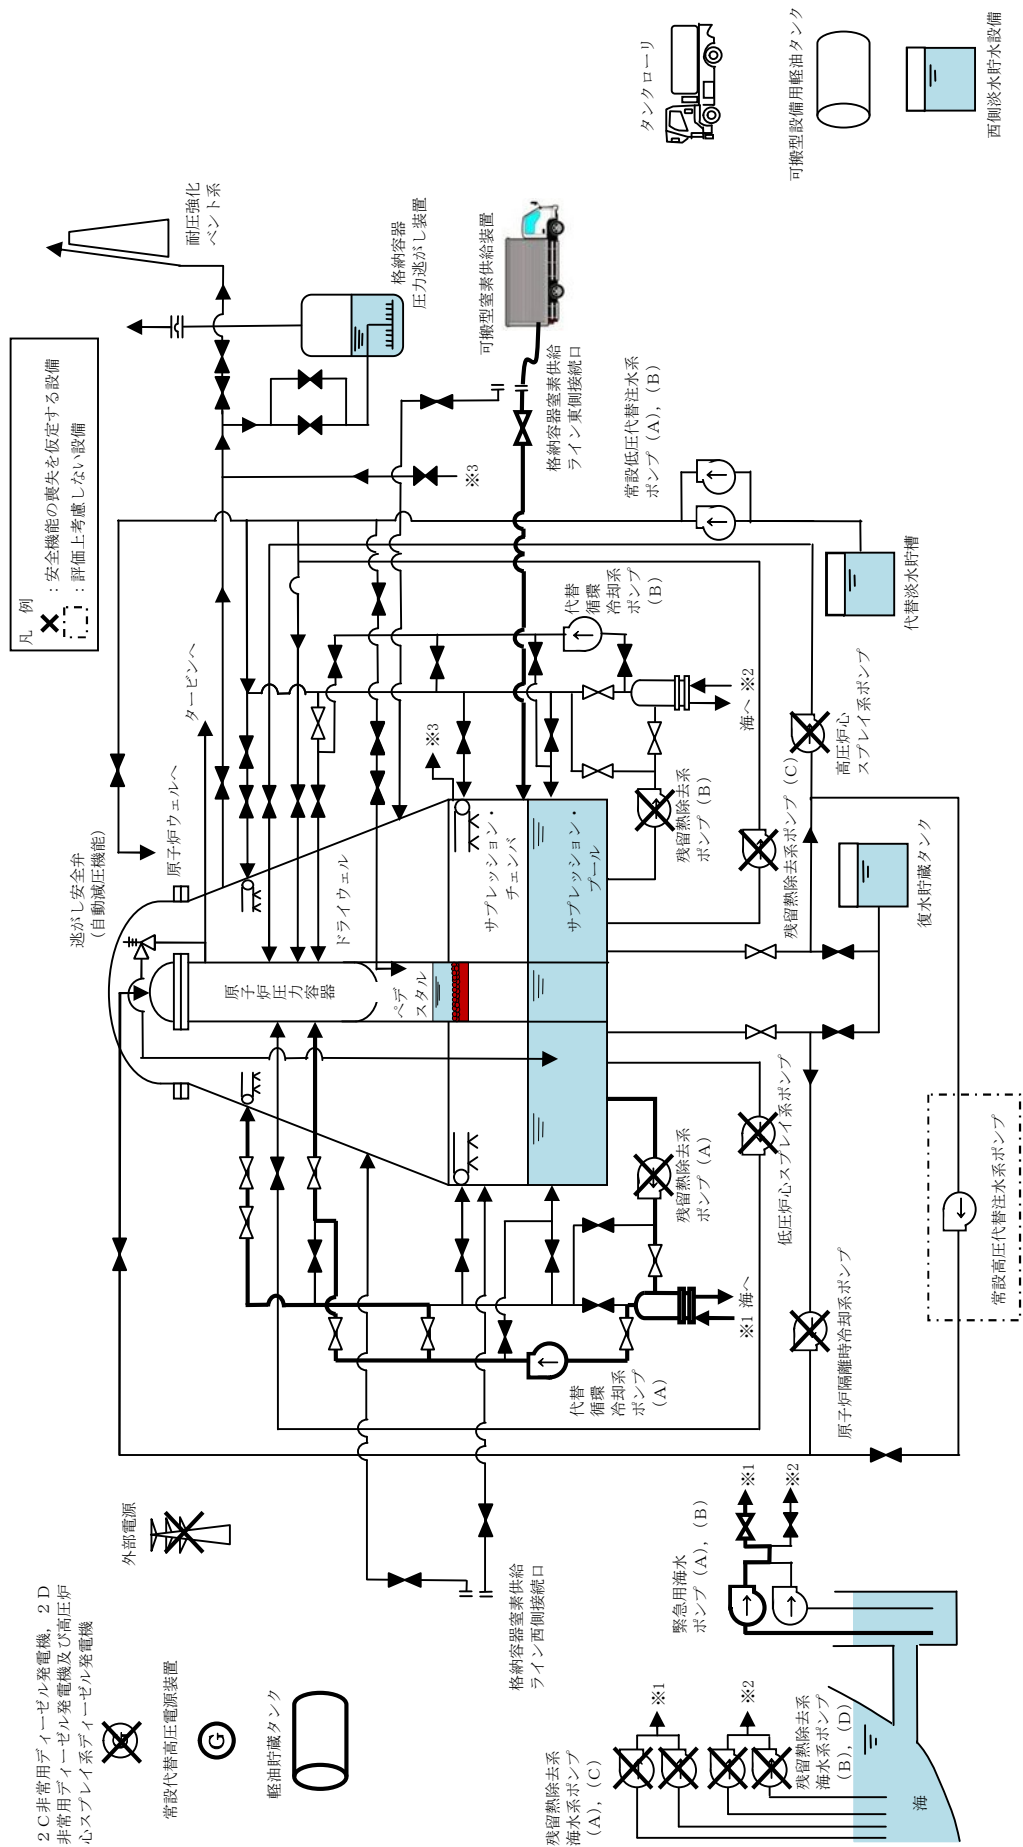 2C非常用ディーゼル発電機，2D
非常用ディーゼル発電機及び高圧炉
心スプレイ系ディーゼル発電機
外部電源
常設代替高圧電源装置
G
G
軽油貯蔵タンク
凡　例
：安全機能の喪失を仮定する設備
：評価上考慮しない設備
逃がし安全弁
（自動減圧機能）
原子炉ウェルへ
タービンへ
耐圧強化
ベント系
格納容器
圧力逃がし装置
可搬型窒素供給装置
格納容器窒素供給
ライン東側接続口
※3
※3
原子炉圧力容器
ドライウェル
ペデ
スタル
サプレッション・
チェンバ
サプレッション・
プール
格納容器窒素供給
ライン西側接続口
代替
循環
冷却系
ポンプ
（A）
代替
循環
冷却系
ポンプ
（B）
※1 海へ
海へ ※2
残留熱除去系
ポンプ（A）
残留熱除去系
ポンプ（B）
残留熱除去系ポンプ（C）
低圧炉心スプレイ系ポンプ
原子炉隔離時冷却系ポンプ
高圧炉心
スプレイ系ポンプ
常設高圧代替注水系ポンプ
復水貯蔵タンク
常設低圧代替注水系
ポンプ（A），（B）
代替淡水貯槽
タンクローリ
可搬型設備用軽油タンク
西側淡水貯水設備
緊急用海水
ポンプ（A），（B）
※1
※2
残留熱除去系
海水系ポンプ
（A），（C）
※1
※2
残留熱除去系
海水系ポンプ
（B），（D）
海